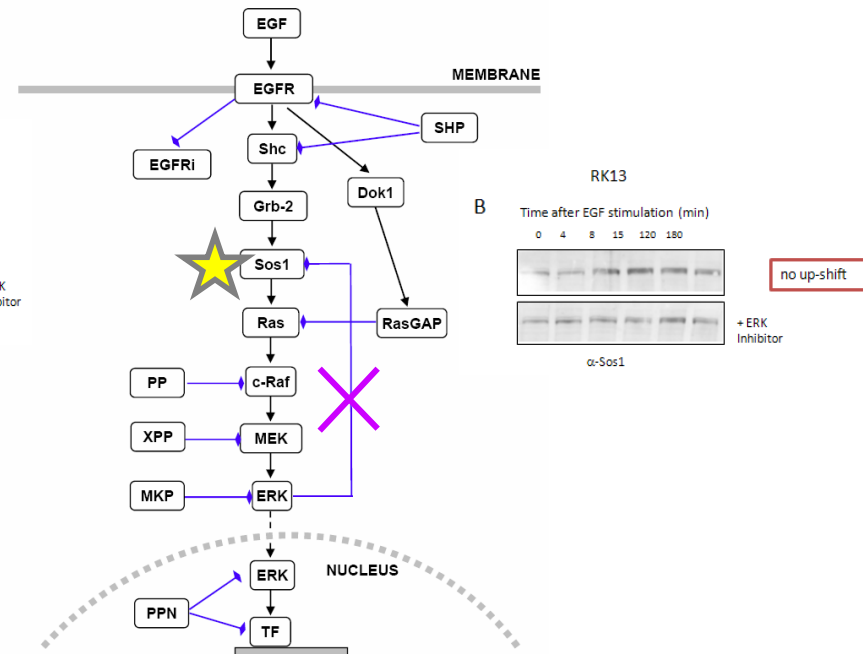 EGF
MEMBRANE
EGFR
SHP
EGFRi
Shc
Dok1
Grb-2
Sos1
Ras
RasGAP
PP
c-Raf
XPP
MEK
MKP
ERK
NUCLEUS
ERK
PPN
TF
K
bitor
RK13
B
Time after EGF stimulation (min)
0 4 8 15 120 180
no up-shift
+ ERK
Inhibitor
α-Sos1